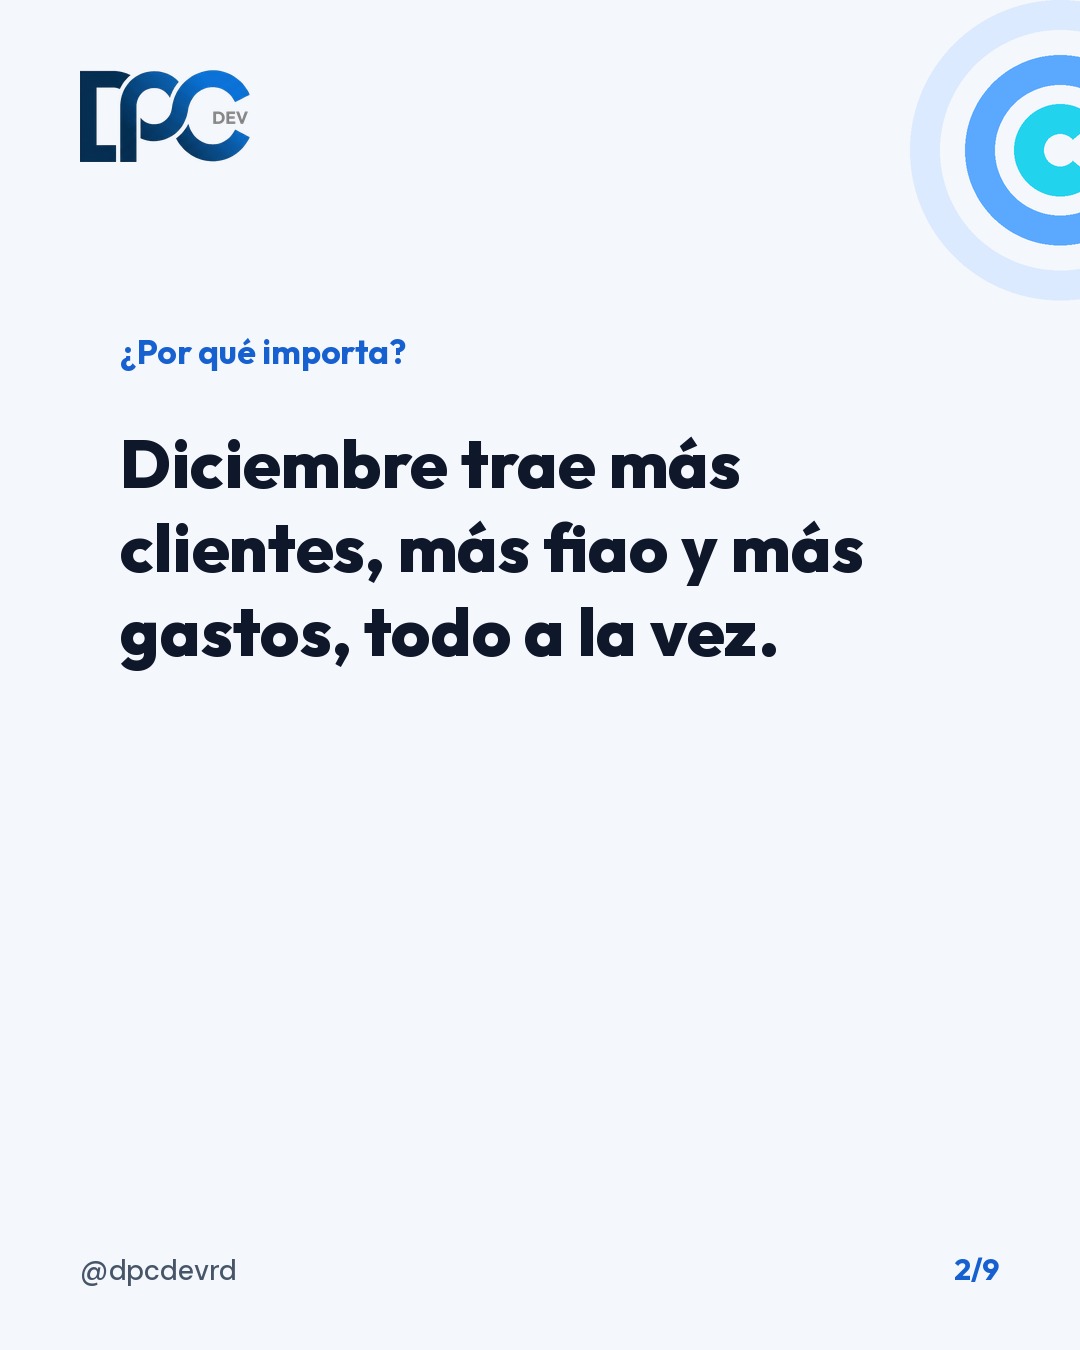 DPC
DEV
¿Por qué importa?
Diciembre trae más
clientes, más fiao y más
gastos, todo a la vez.
@dpcdevrd
2/9